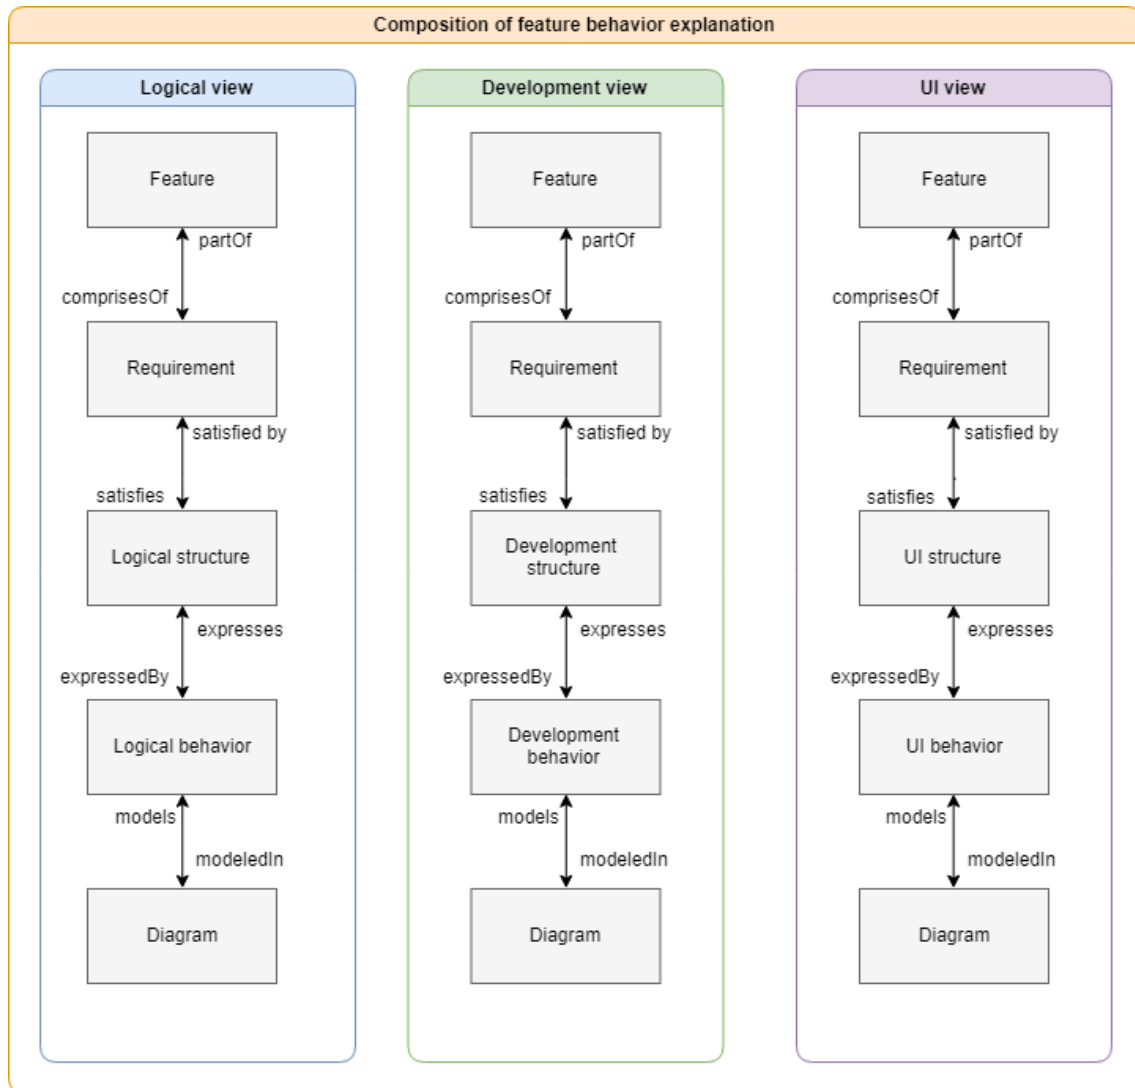 Composition of feature behavior explanation
Logical view
Feature
partOf
comprisesOf
Requirement
satisfied by
satisfies
Logical structure
expresses
expressedBy
Logical behavior
models
modeledIn
Diagram
Development view
Feature
partOf
comprisesOf
Requirement
satisfied by
satisfies
Development
structure
expresses
expressedBy
Development
behavior
models
modeledIn
Diagram
UI view
Feature
partOf
comprisesOf
Requirement
satisfied by
satisfies
UI structure
expresses
expressedBy
UI behavior
models
modeledIn
Diagram